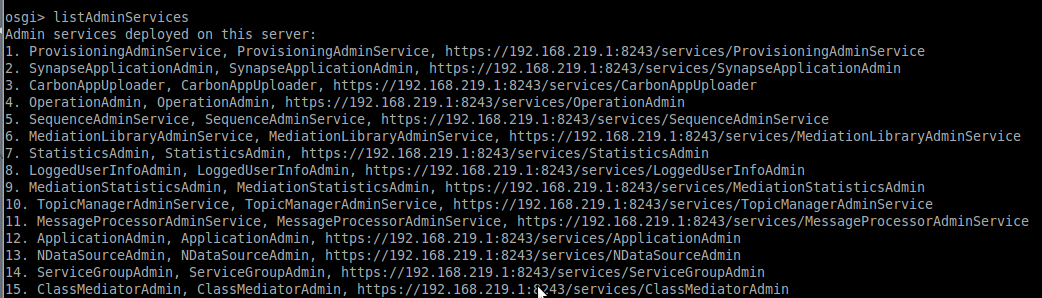 osgi> listAdminServices
Admin services deployed on this server:
1. ProvisioningAdminService, ProvisioningAdminService, https://192.168.219.1:8243/services/ProvisioningAdminService
2. SynapseApplicationAdmin, SynapseApplicationAdmin, https://192.168.219.1:8243/services/SynapseApplicationAdmin
3. CarbonAppUploader, CarbonAppUploader, https://192.168.219.1:8243/services/CarbonAppUploader
4. OperationAdmin, OperationAdmin, https://192.168.219.1:8243/services/OperationAdmin
5. SequenceAdminService, SequenceAdminService, https://192.168.219.1:8243/services/SequenceAdminService
6. MediationLibraryAdminService, MediationLibraryAdminService, https://192.168.219.1:8243/services/MediationLibraryAdminService
7. StatisticsAdmin, StatisticsAdmin, https://192.168.219.1:8243/services/StatisticsAdmin
8. LoggedUserInfoAdmin, LoggedUserInfoAdmin, https://192.168.219.1:8243/services/LoggedUserInfoAdmin
9. MediationStatisticsAdmin, MediationStatisticsAdmin, https://192.168.219.1:8243/services/MediationStatisticsAdmin
10. TopicManagerAdminService, TopicManagerAdminService, https://192.168.219.1:8243/services/TopicManagerAdminService
11. MessageProcessorAdminService, MessageProcessorAdminService, https://192.168.219.1:8243/services/MessageProcessorAdminService
12. ApplicationAdmin, ApplicationAdmin, https://192.168.219.1:8243/services/ApplicationAdmin
13. NDataSourceAdmin, NDataSourceAdmin, https://192.168.219.1:8243/services/NDataSourceAdmin
14. ServiceGroupAdmin, ServiceGroupAdmin, https://192.168.219.1:8243/services/ServiceGroupAdmin
15. ClassMediatorAdmin, ClassMediatorAdmin, https://192.168.219.1:8243/services/ClassMediatorAdmin